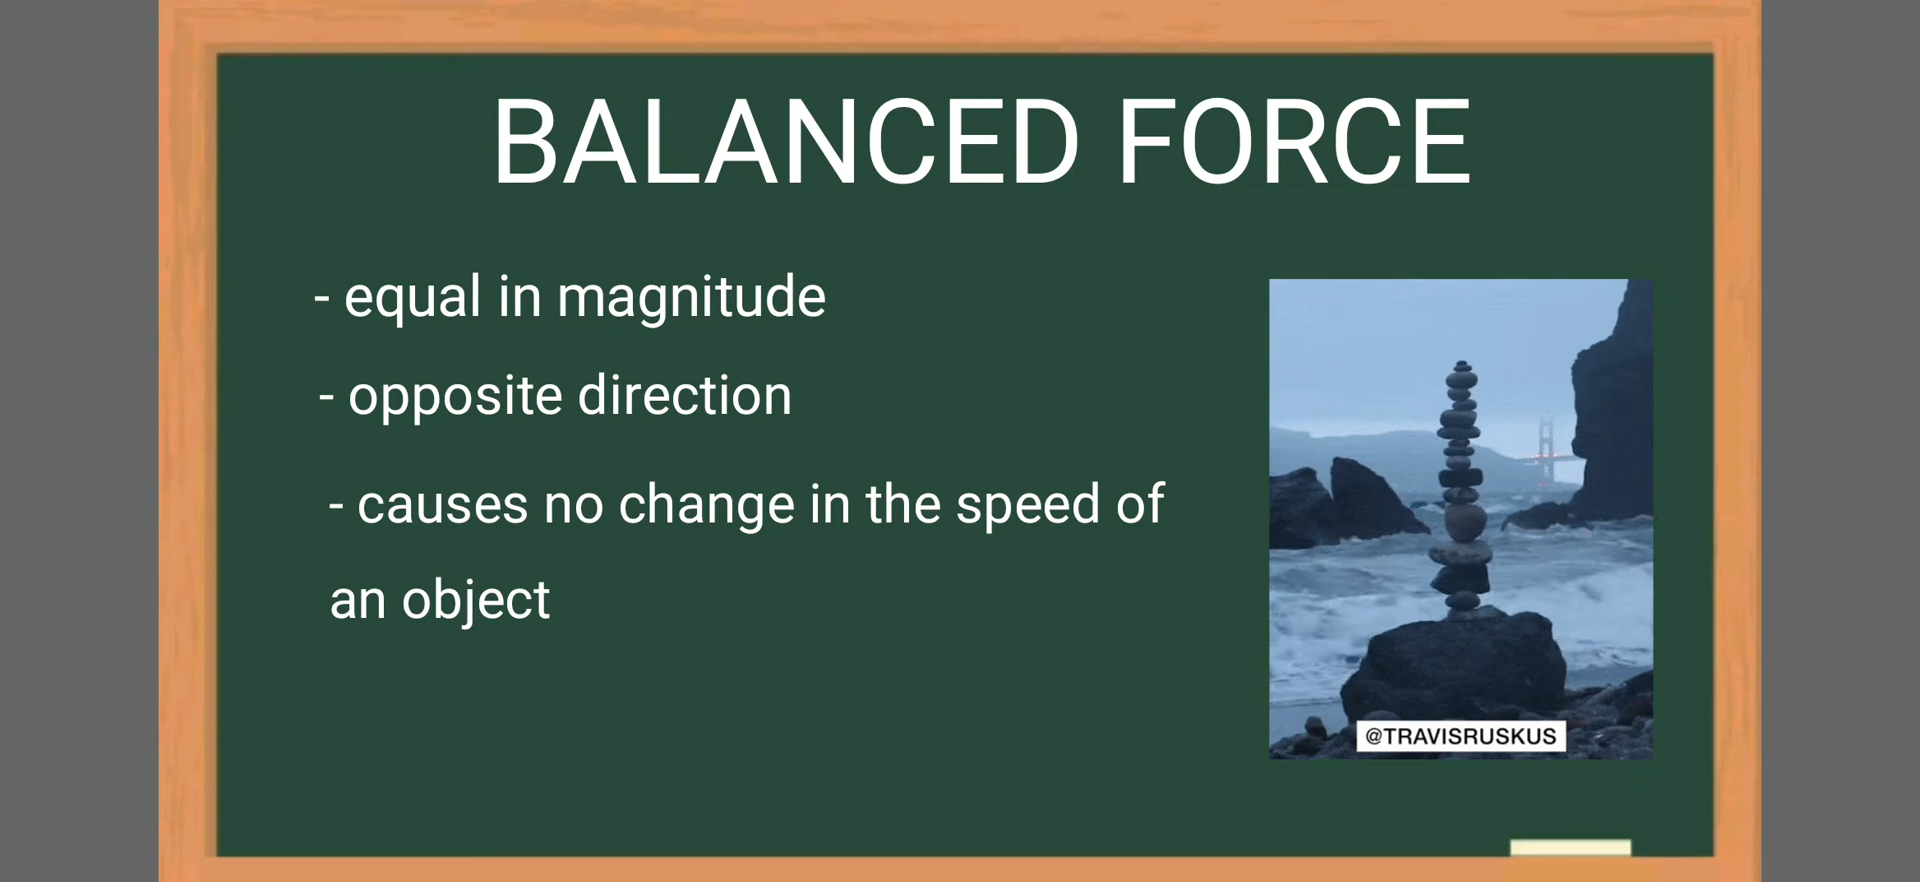 BALANCED FORCE
- equal in magnitude
- opposite direction
- causes no change in the speed of
an object
@TRAVISRUSKUS